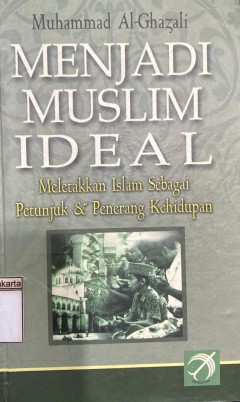 Muhammad Al-Ghazali
MENJADI
MUSLIM
IDEAL
Meletakkan Islam Sebagai
Petunjuk & Penerang Kehidupan
karta